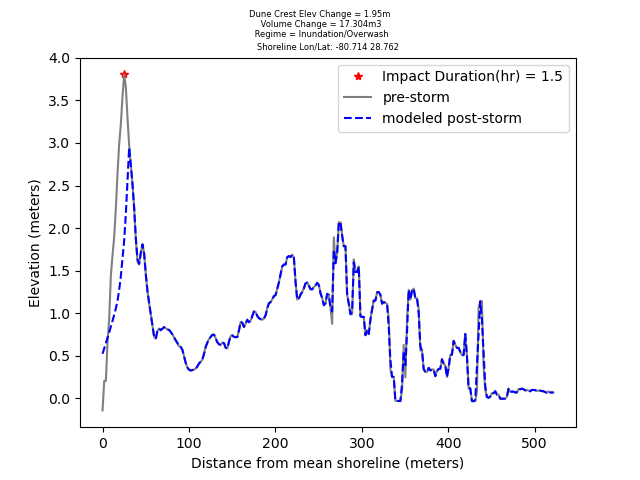 Dune Crest Elev Change = 1.95m
Volume Change = 17.304m3
Regime = Inundation/Overwash
Shoreline Lon/Lat: -80.714 28.762
Impact Duration(hr) = 1.5
pre-storm
modeled post-storm
Elevation (meters)
4.0
3.5
3.0
2.5
2.0
1.5
1.0
0.5
0.0
0 100 200 300 400 500
Distance from mean shoreline (meters)